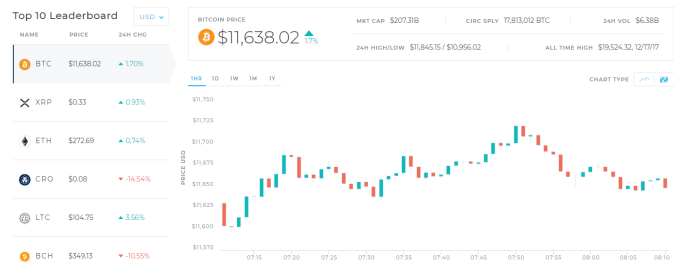 Top 10 Leaderboard
USD
NAME PRICE 24H CHG
BTC $11,638.02 1.70%
XRP $0.33 0.93%
ETH $272.69 0.74%
CRO $0.08 -14.54%
LTC $104.75 3.56%
BCH $349.13 -10.55%
BITCOIN PRICE
$11,638.02 1.7%
MKT CAP $207.31B
CIRC SPLY 17,813,012 BTC
24H VOL $6.38B
24H HIGH/LOW $11,845.15 / $10,956.02
ALL TIME HIGH $19,524.32, 12/17/17
1HR 1D 1W 1M 1Y
CHART TYPE
PRICE USD
$11,750
$11,725
$11,700
$11,675
$11,650
$11,625
$11,600
$11,575
07:15 07:20 07:25 07:30 07:35 07:40 07:45 07:50 07:55 08:00 08:05 08:10